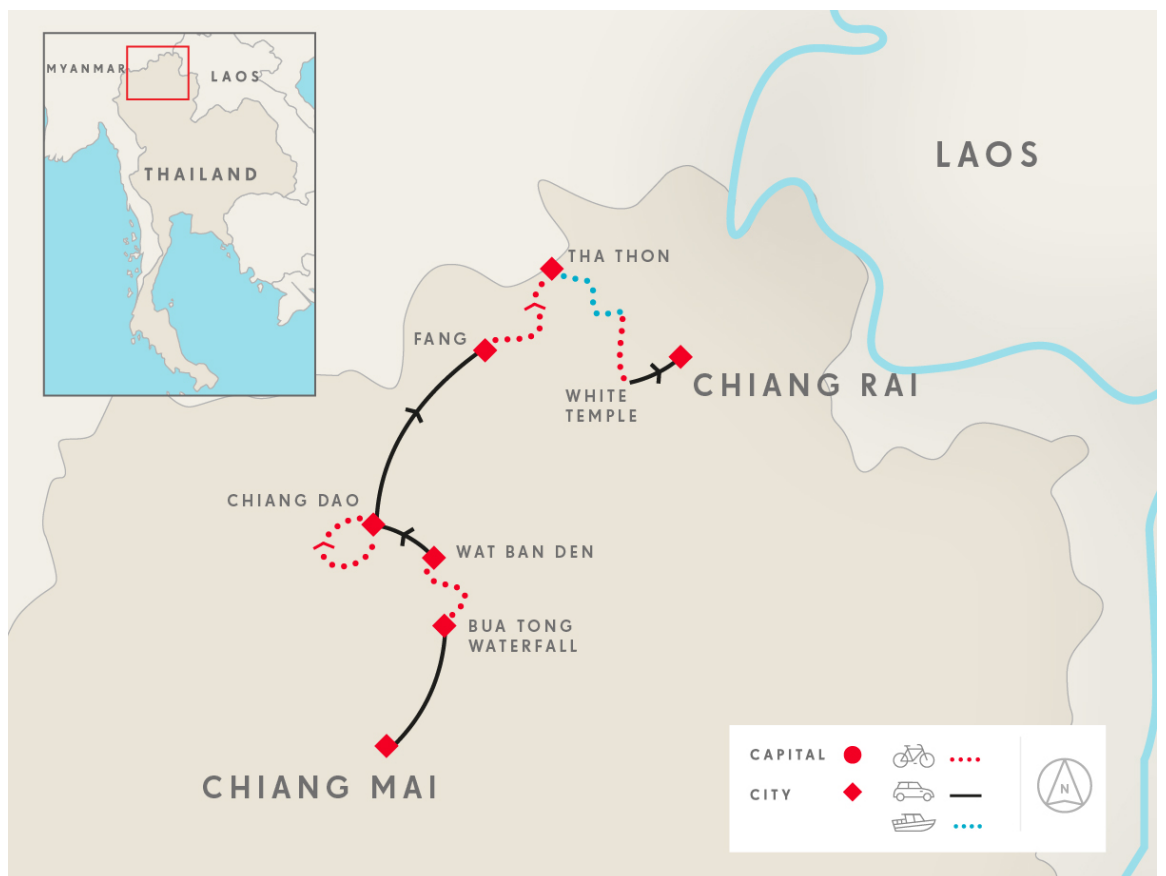 MYANMAR
LAOS
THAILAND
LAOS
THA THON
FANG
WHITE
TEMPLE
CHIANG RAI
CHIANG DAO
WAT BAN DEN
BUA TONG
WATERFALL
CHIANG MAI
CAPITAL
CITY
N